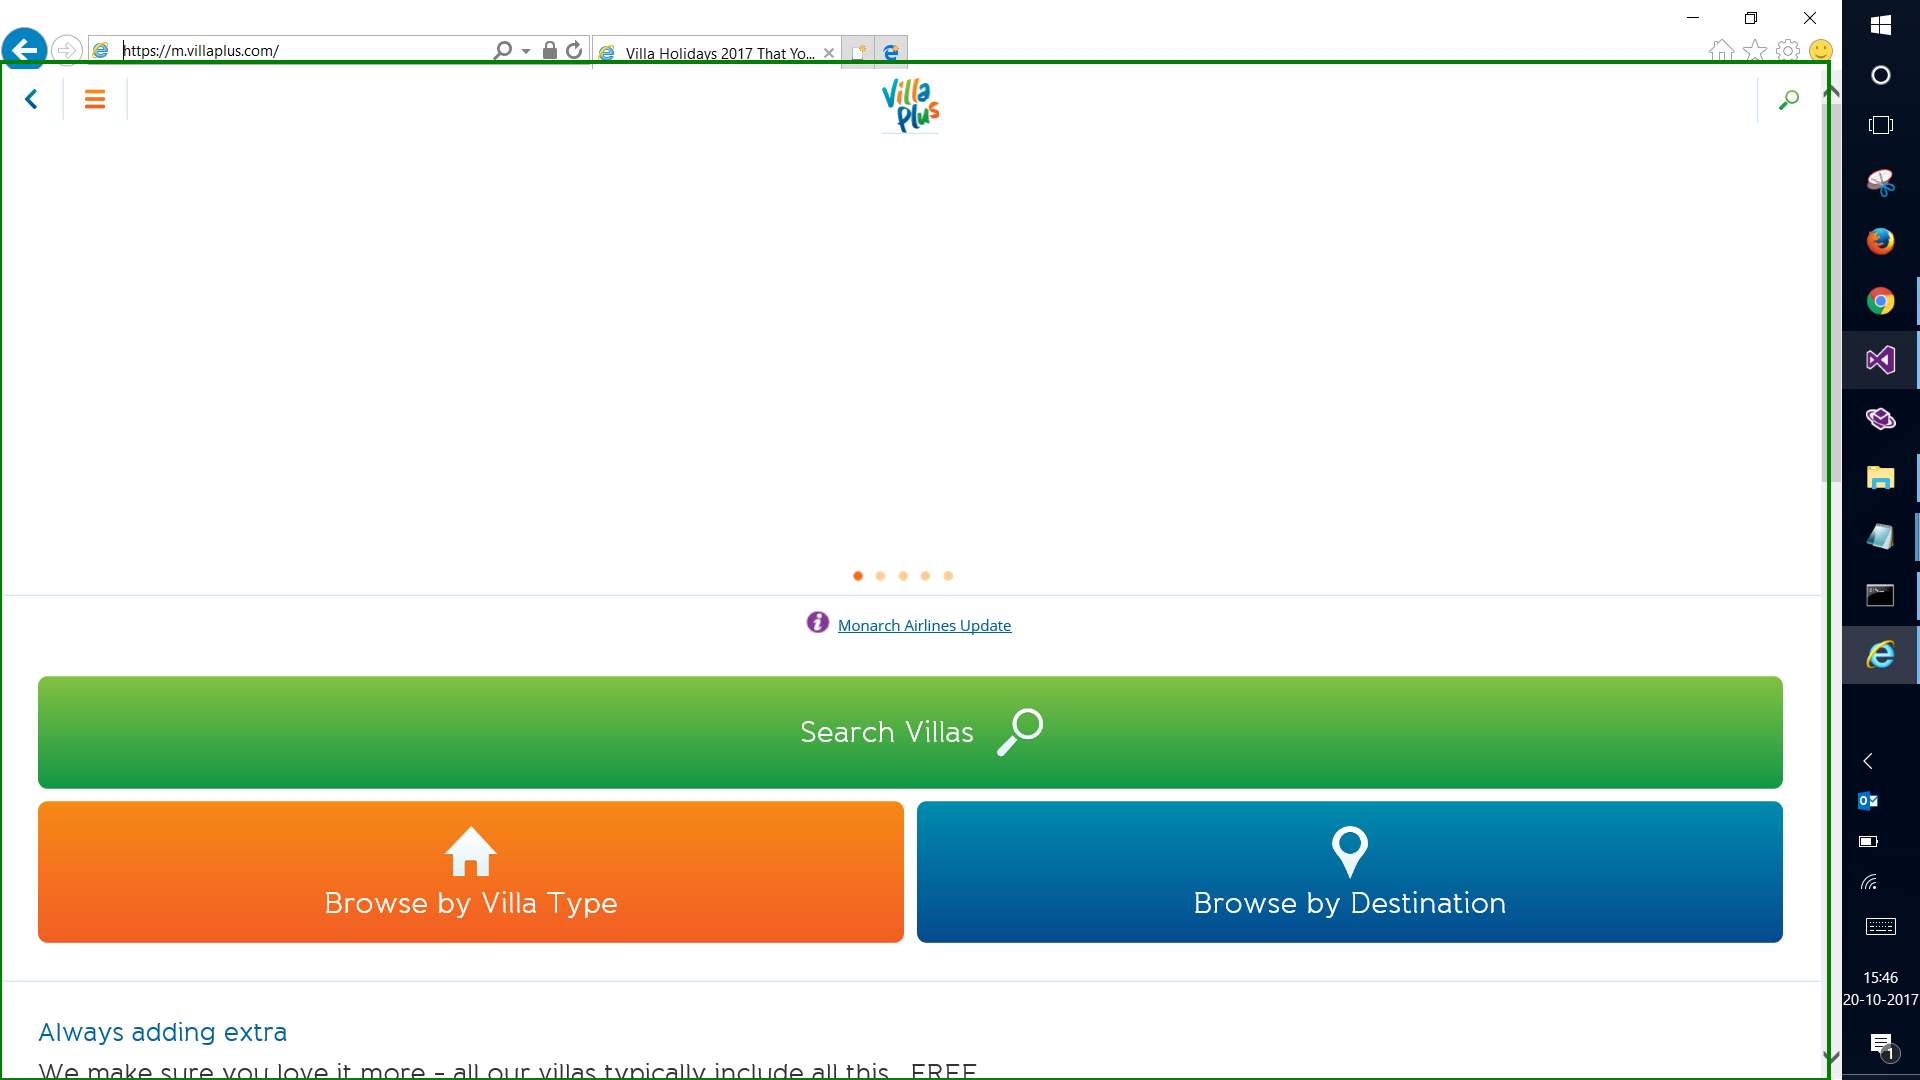 https://m.villaplus.com/
Villa Holidays 2017 That Yo...
Villa
Plus
Monarch Airlines Update
Search Villas
Browse by Villa Type
Browse by Destination
Always adding extra
We make sure you love it more - all our villas typically include all this... FREE
15:46
20-10-2017
1